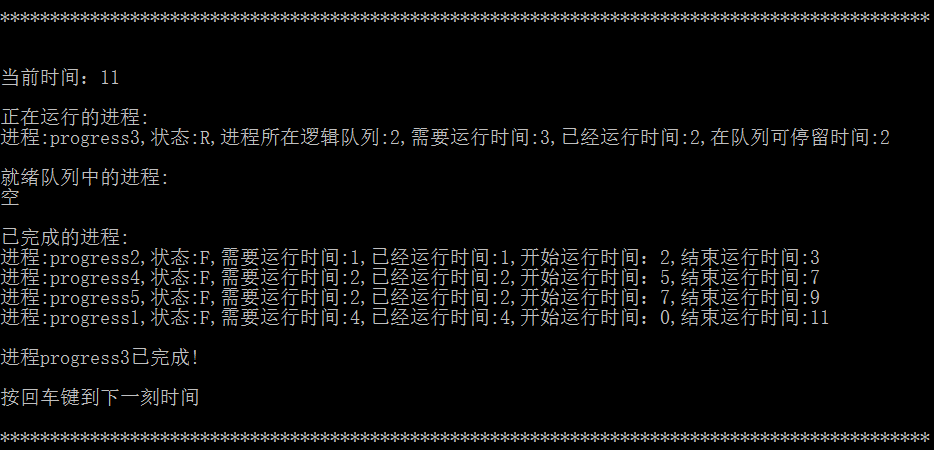 *********************************************************************************************
当前时间：11
正在运行的进程:
进程:progress3,状态:R,进程所在逻辑队列:2,需要运行时间:3,已经运行时间:2,在队列可停留时间:2
就绪队列中的进程:
空
已完成的进程:
进程:progress2,状态:F,需要运行时间:1,已经运行时间:1,开始运行时间：2,结束运行时间:3
进程:progress4,状态:F,需要运行时间:2,已经运行时间:2,开始运行时间：5,结束运行时间:7
进程:progress5,状态:F,需要运行时间:2,已经运行时间:2,开始运行时间：7,结束运行时间:9
进程:progress1,状态:F,需要运行时间:4,已经运行时间:4,开始运行时间：0,结束运行时间:11
进程progress3已完成!
按回车键到下一刻时间
*********************************************************************************************